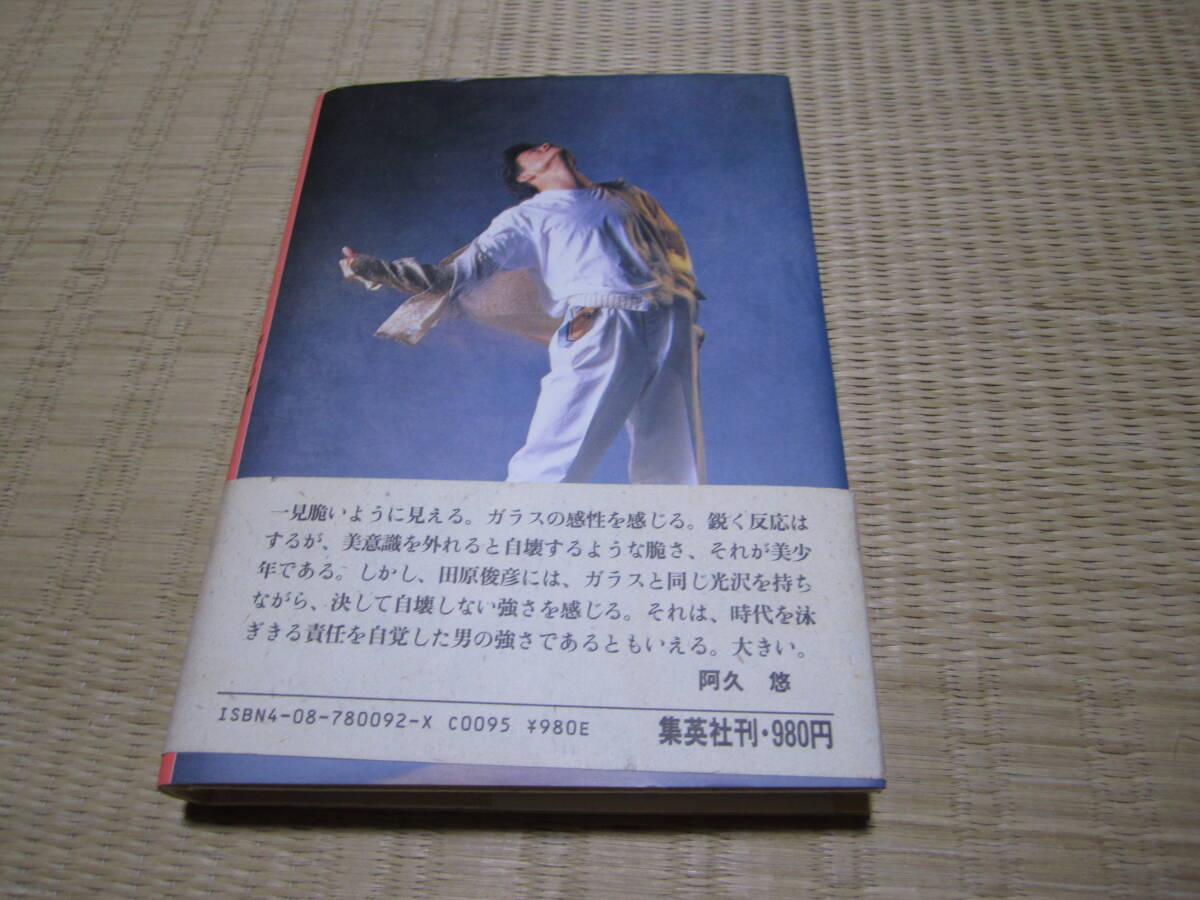 一見脆いように見える。ガラスの感性を感じる。鋭く反応は
するが、美意識を外れると自壊するような脆さ、それが美少
年である。しかし、田原俊彦には、ガラスと同じ光沢を持ち
ながら、決して自壊しない強さを感じる。それは、時代を泳
ぎきる責任を自覚した男の強さであるともいえる。大きい。
阿久 悠
ISBN4-08-780092-X C0095 ¥980E
集英社刊・980円